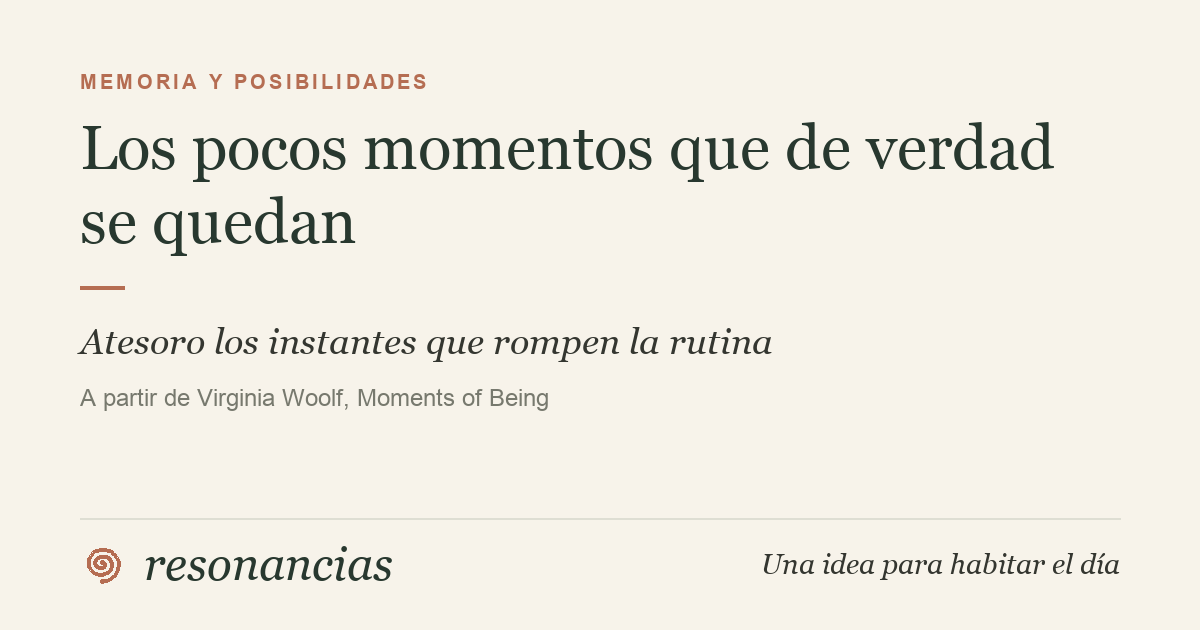 MEMORIA Y POSIBILIDADES
Los pocos momentos que de verdad
se quedan
Atesoro los instantes que rompen la rutina
A partir de Virginia Woolf, Moments of Being
resonancias
Una idea para habitar el día